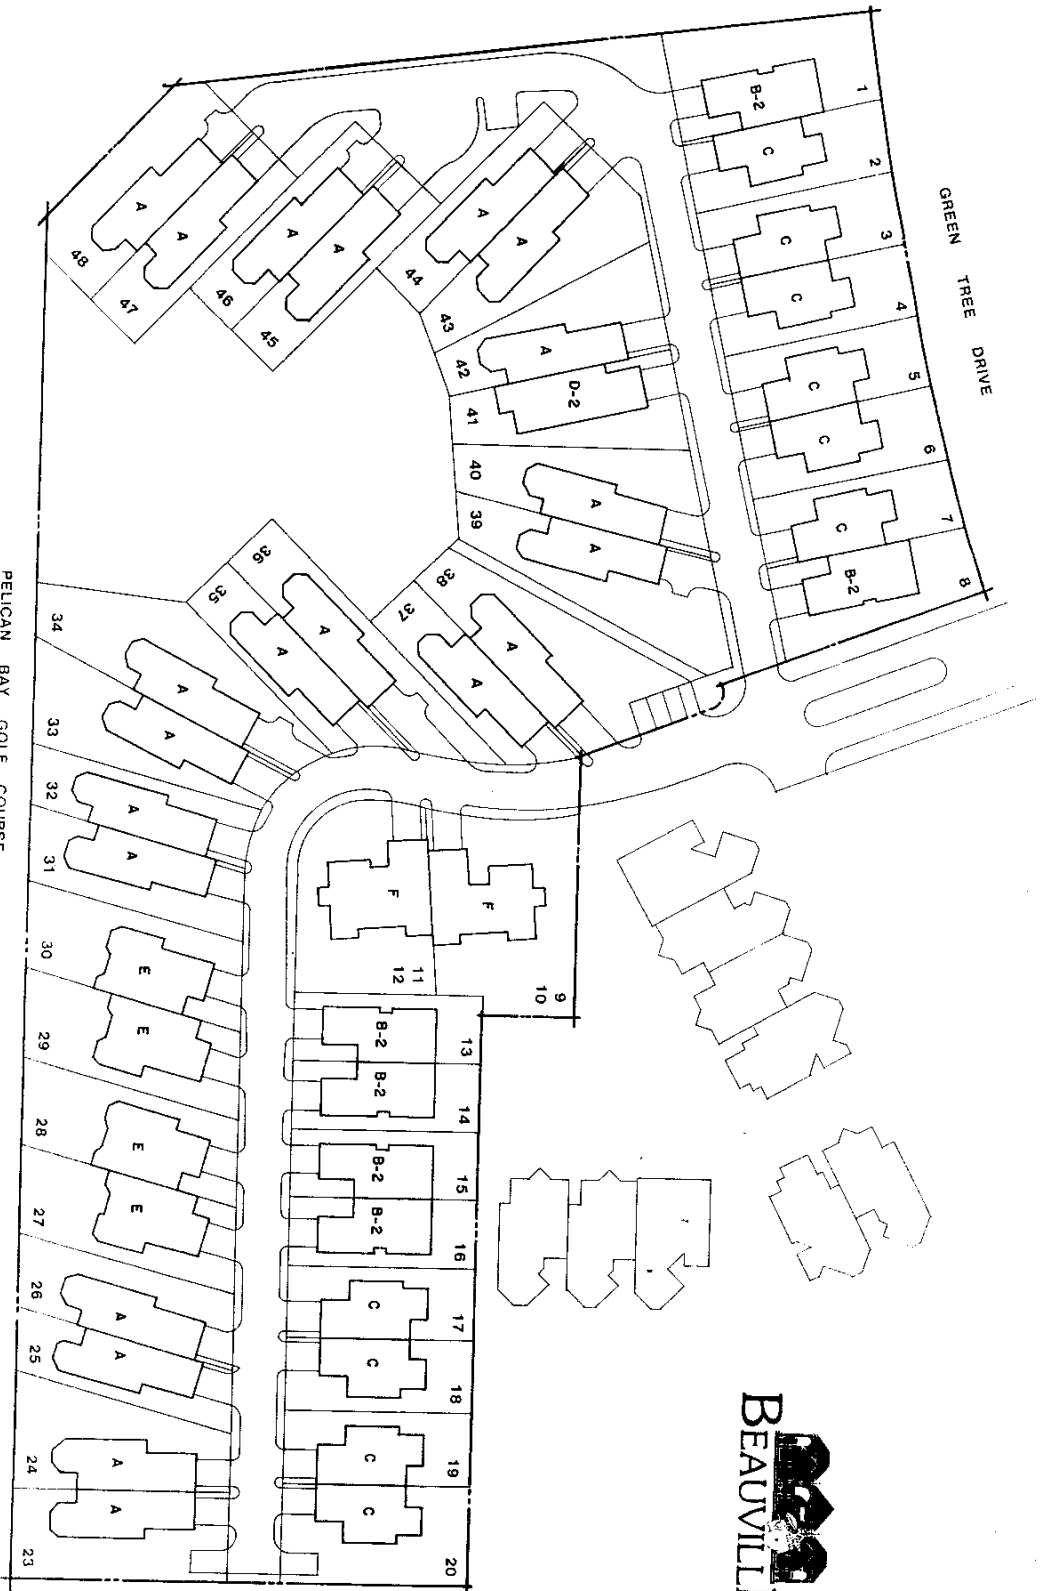 GREEN TREE DRIVE
1
B-2
2
C
3
C
4
C
5
C
6
C
7
C
8
B-2
48
A
47
A
46
A
45
A
44
A
43
A
42
A
41
D-2
40
A
39
A
38
A
37
A
36
A
35
A
34
A
33
A
32
A
31
A
30
E
29
E
28
E
27
E
26
A
25
A
24
A
23
A
9
10
11
12
F
F
13
B-2
14
B-2
15
B-2
16
B-2
17
C
18
C
19
C
20
C
PELICAN BAY GOLF COURSE